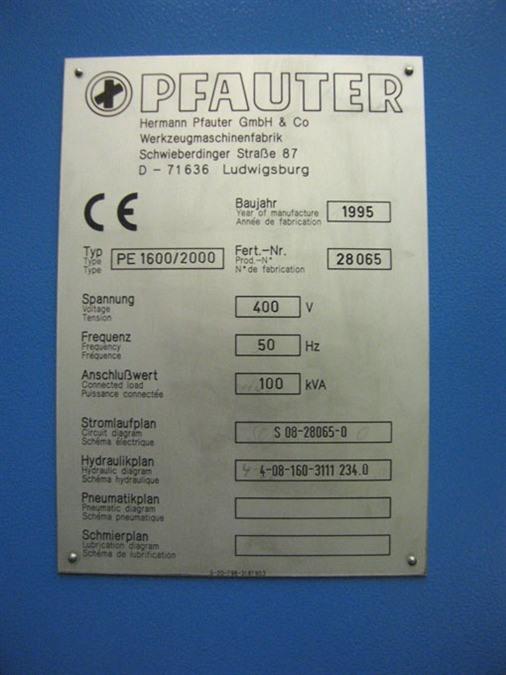 PFAUTER
Hermann Pfauter GmbH & Co
Werkzeugmaschinenfabrik
Schwieberdinger Straße 87
D - 71636 Ludwigsburg
CE
Baujahr
Year of manufacture
Année de fabrication
1995
Typ
Type
Type
PE 1600/2000
Fert.-Nr.
Prod.-N°
N° de fabrication
28065
Spannung
Voltage
Tension
400 V
Frequenz
Frequency
Fréquence
50 Hz
Anschlußwert
Connected load
Puissance connectée
100 kVA
Stromlaufplan
Circuit diagram
Schéma électrique
S 08-28065-0
Hydraulikplan
Hydraulic diagram
Schéma hydraulique
4-08-160-3111 234.0
Pneumatikplan
Pneumatic diagram
Schéma pneumatique
Schmierplan
Lubrication diagram
Schéma de lubrification